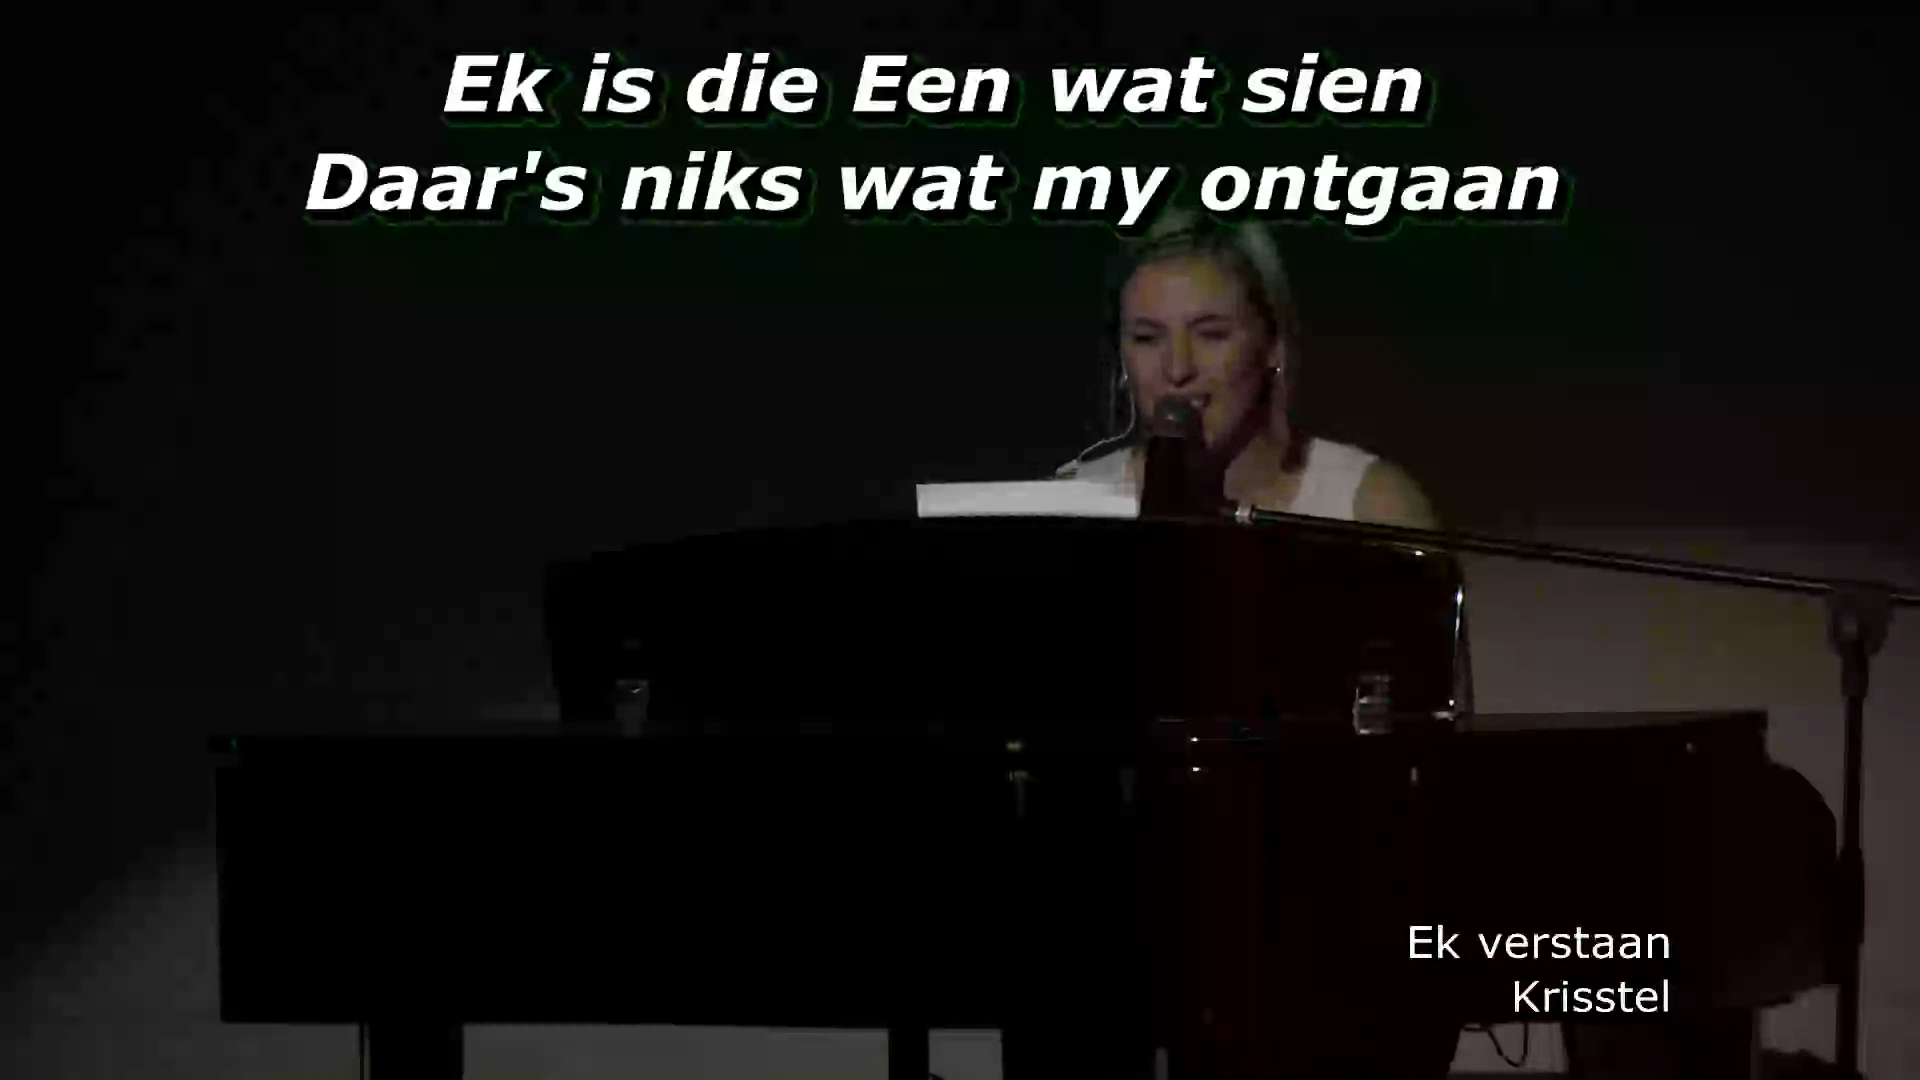 Ek is die Een wat sien
Daar's niks wat my ontgaan
Ek verstaan
Krisstel